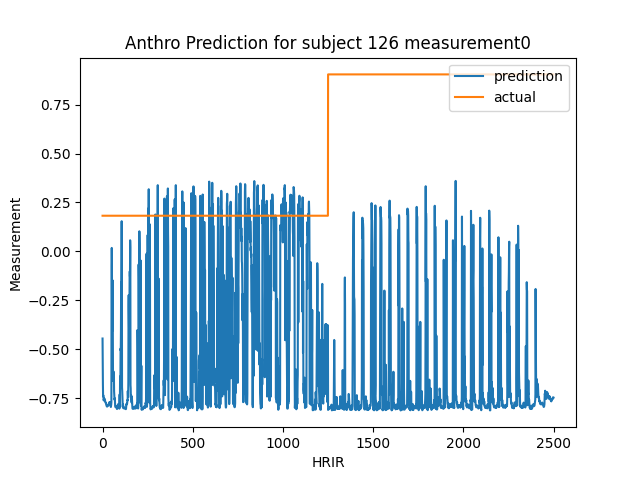 Anthro Prediction for subject 126 measurement0
prediction
actual
0.75
0.50
0.25
0.00
−0.25
−0.50
−0.75
Measurement
0 500 1000 1500 2000 2500
HRIR